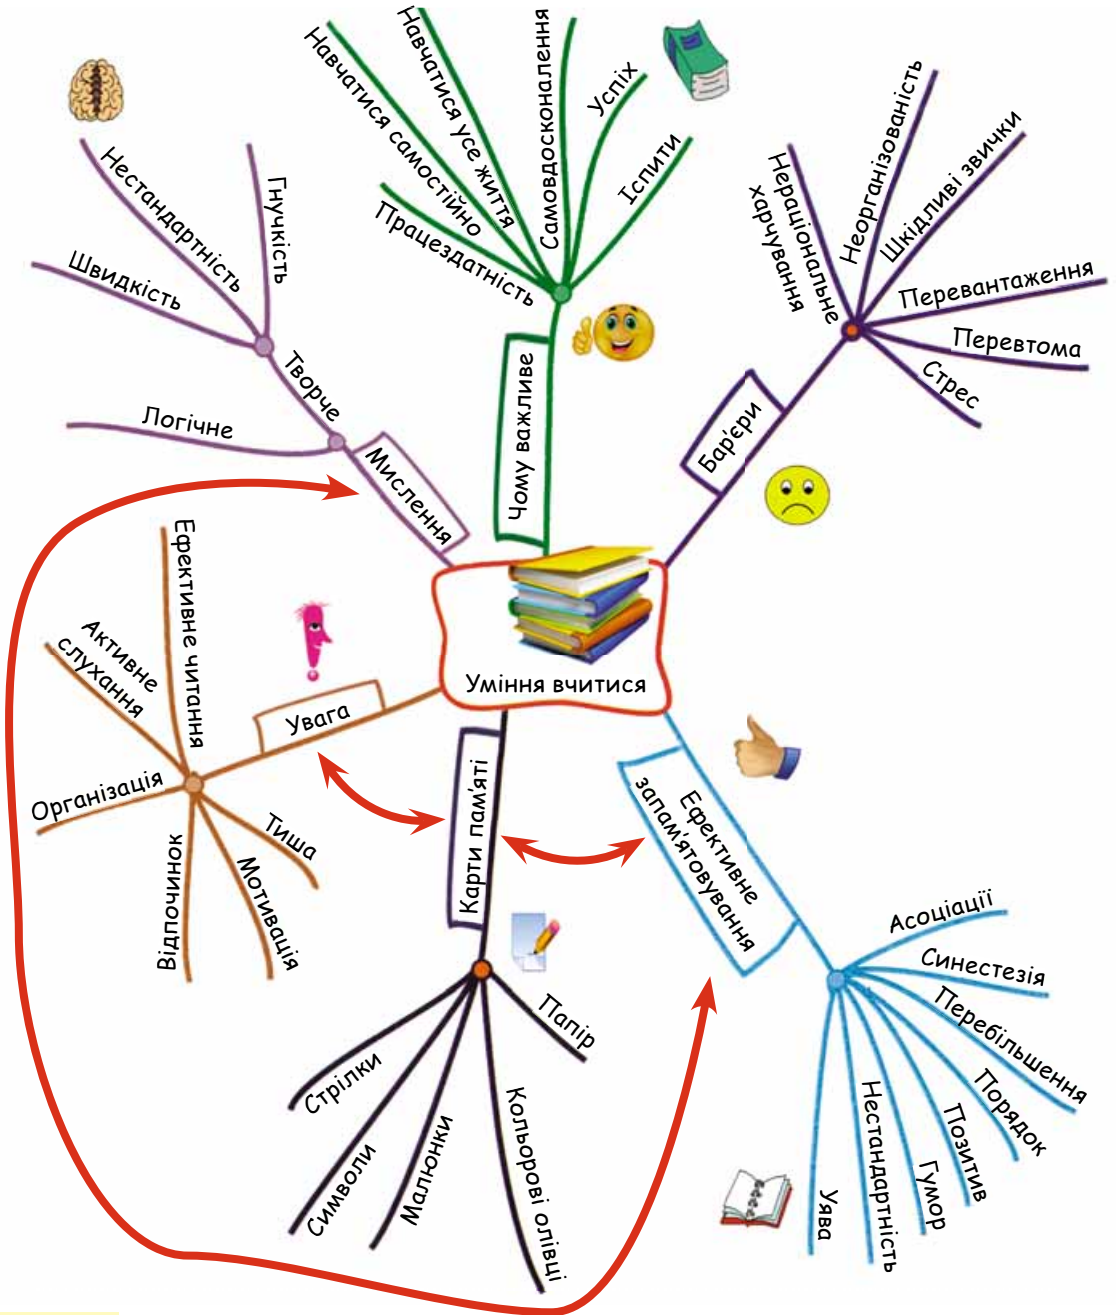 Уміння вчитися
Чому важливе
Працездатність
Навчатися самостійно
Навчатися усе життя
Самовдосконалення
Успіх
Іспити
Бар'єри
Нераціональне
харчування
Неорганізованість
Шкідливі звички
Перевантаження
Перевтома
Стрес
Ефективне
запам'ятовування
Асоціації
Синестезія
Перебільшення
Порядок
Позитив
Гумор
Нестандартність
Уява
Карти пам'яті
Папір
Кольорові олівці
Малюнки
Символи
Стрілки
Увага
Тиша
Мотивація
Відпочинок
Організація
Активне
слухання
Ефективне читання
Мислення
Логічне
Творче
Швидкість
Нестандартність
Гнучкість